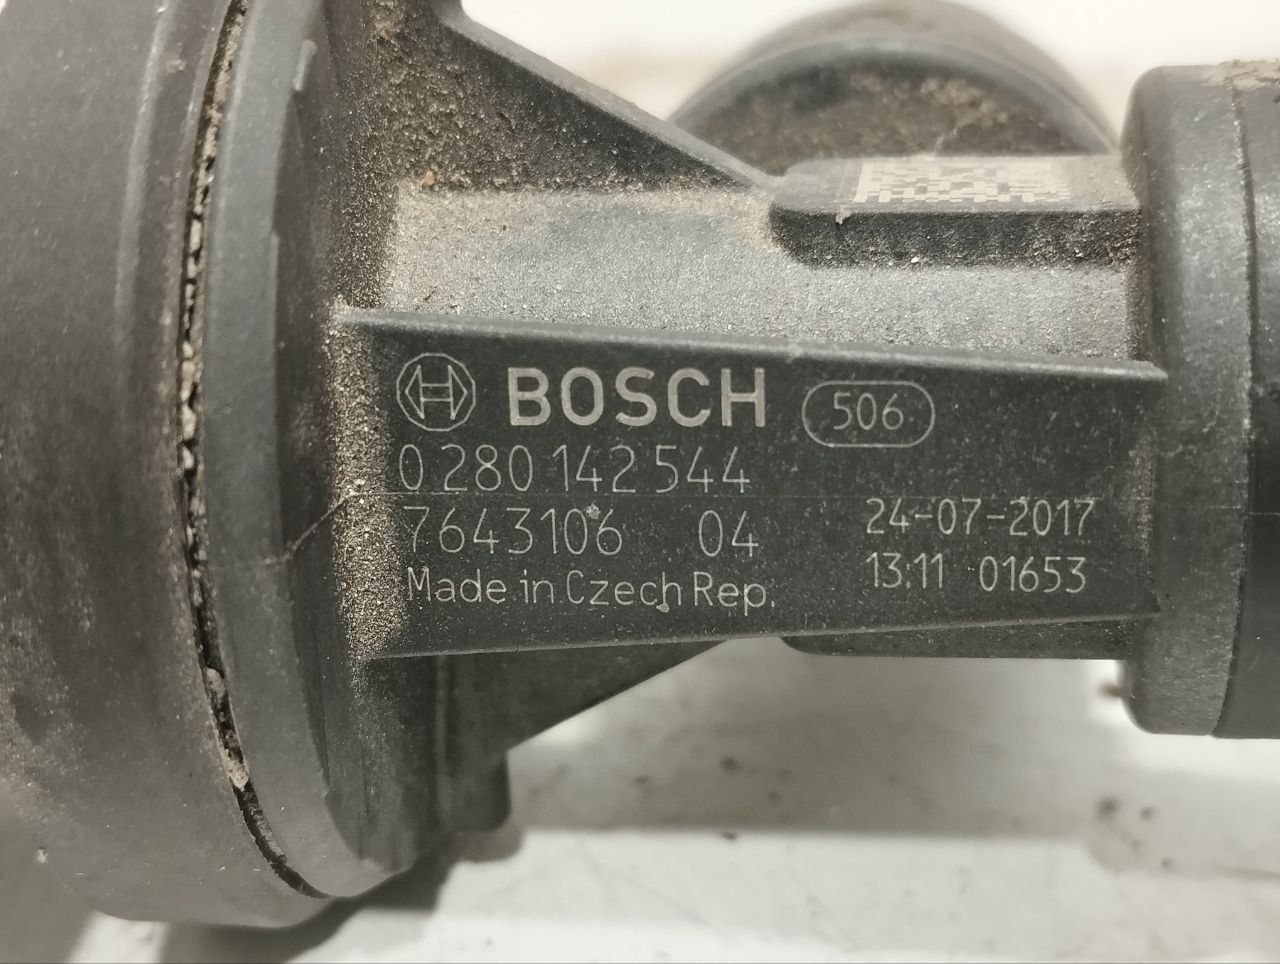 BOSCH 506
0 280 142 544
7643106 04 24-07-2017
Made in Czech Rep. 13:11 01653